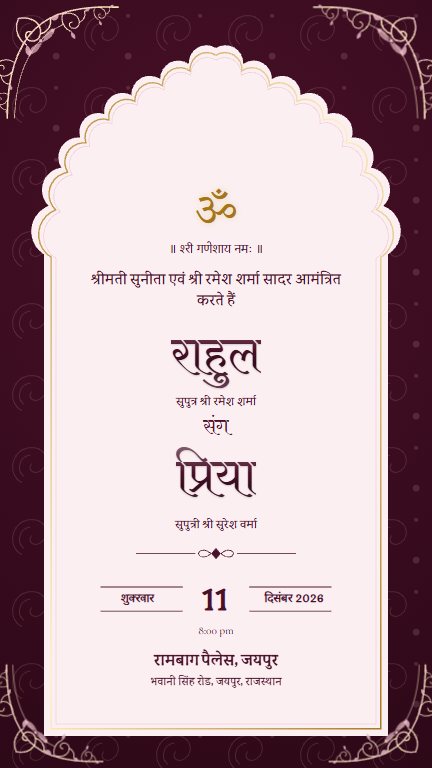 ॐ
॥ श्री गणेशाय नमः ॥
श्रीमती सुनीता एवं श्री रमेश शर्मा सादर आमंत्रित
करते हैं
राहुल
सुपुत्र श्री रमेश शर्मा
संग
प्रिया
सुपुत्री श्री सुरेश वर्मा
शुक्रवार 11 दिसंबर 2026
8:00 pm
रामबाग पैलेस, जयपुर
भवानी सिंह रोड, जयपुर, राजस्थान